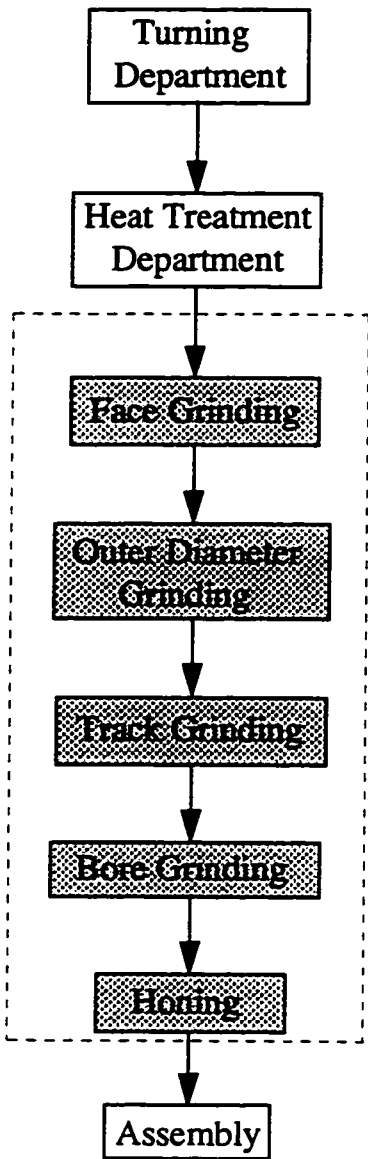 Turning
Department
Heat Treatment
Department
Face Grinding
Outer Diameter
Grinding
Track Grinding
Bore Grinding
Honing
Assembly